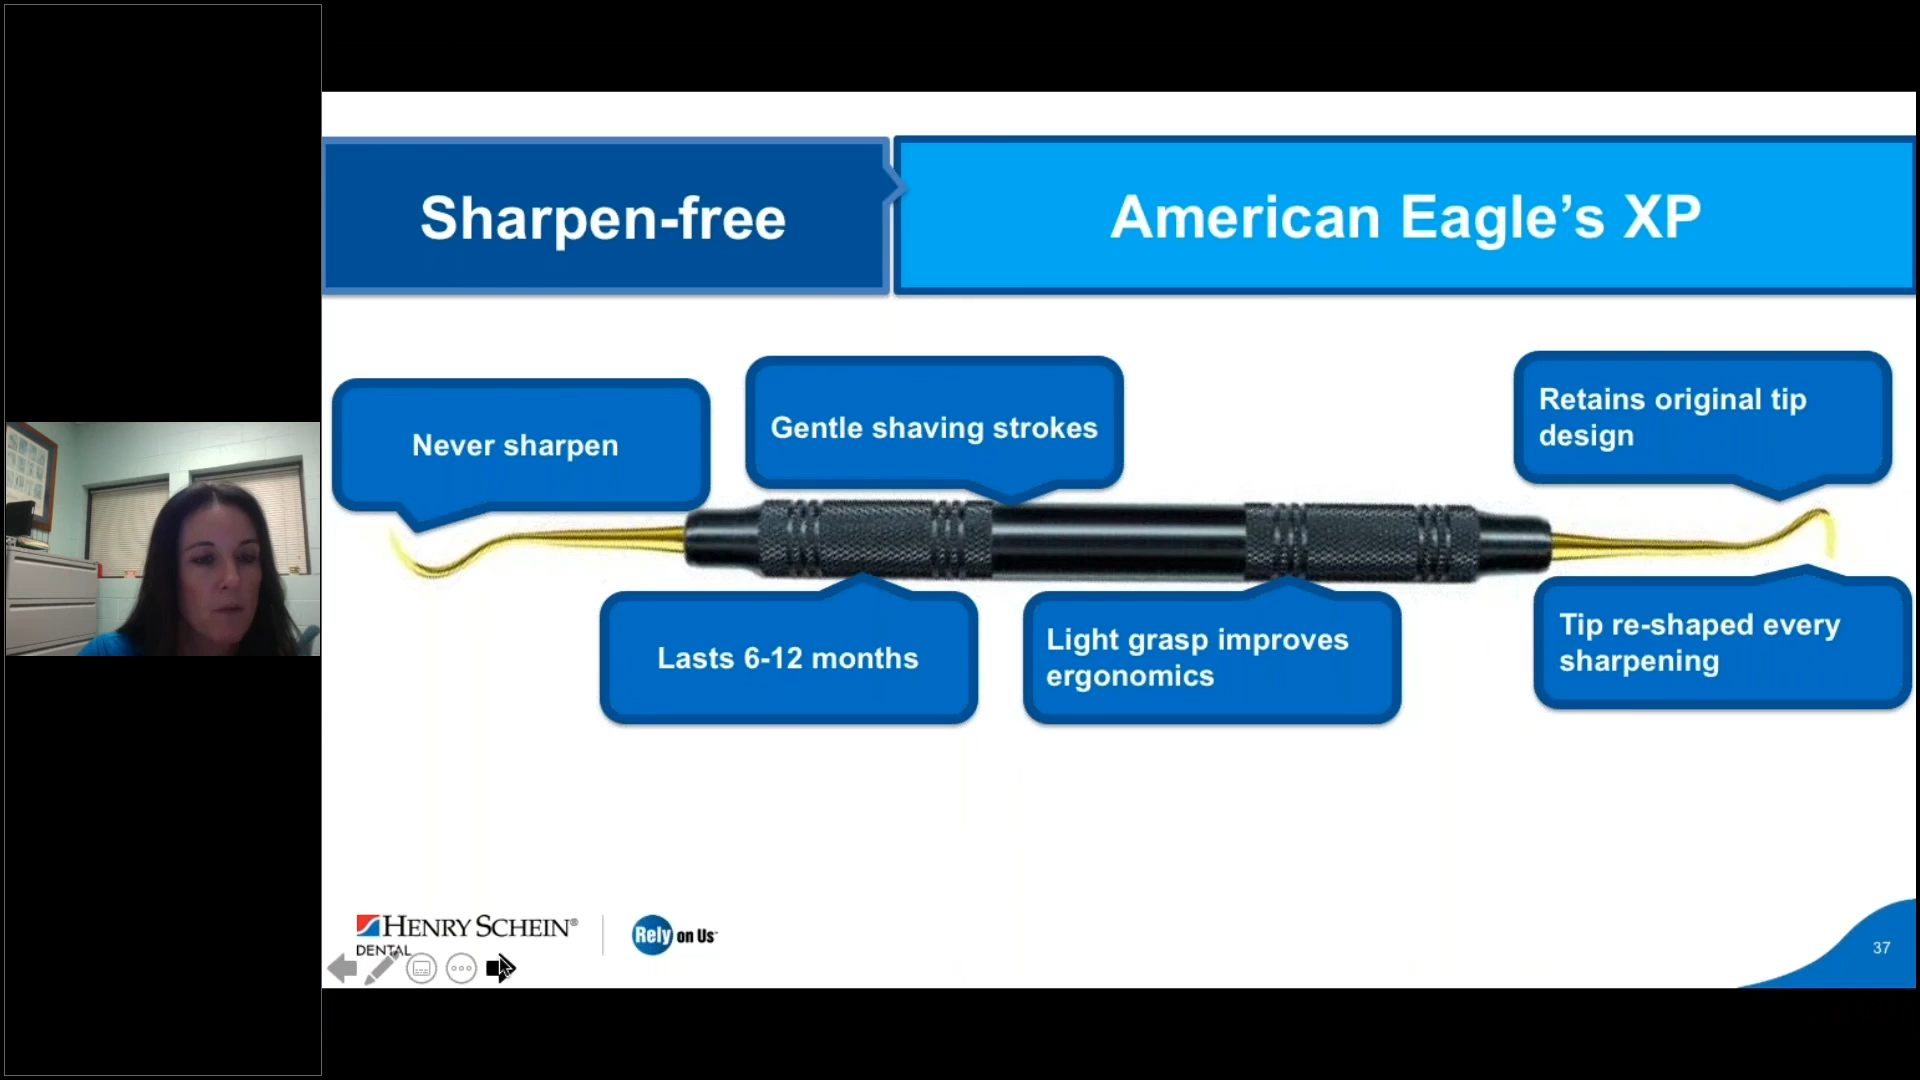 Sharpen-free
American Eagle’s XP
Never sharpen
Gentle shaving strokes
Retains original tip
design
Lasts 6-12 months
Light grasp improves
ergonomics
Tip re-shaped every
sharpening
HENRY SCHEIN®
DENTAL
Rely on Us™
37